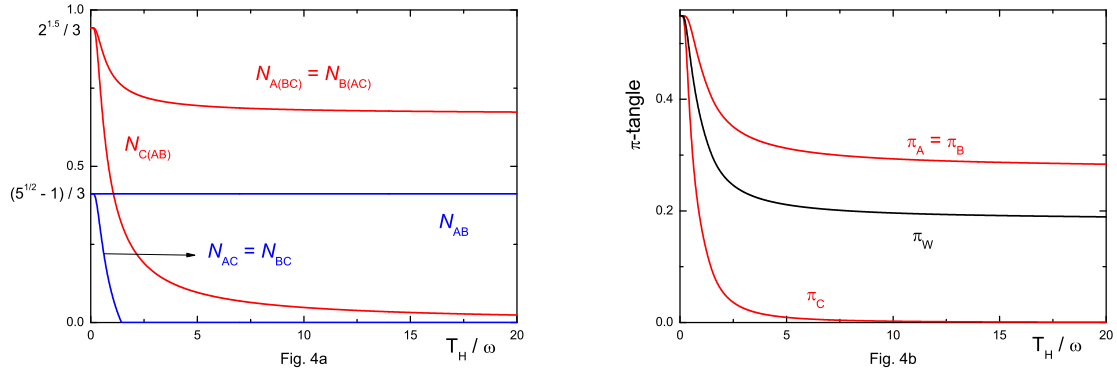 1.0
2^1.5 / 3
N_A(BC) = N_B(AC)
N_C(AB)
0.5
(5^1/2 - 1) / 3
N_AB
N_AC = N_BC
0.0
0 5 10 15 20
T_H / ω
Fig. 4a
π-tangle
0.4
π_A = π_B
0.2
π_W
π_C
0.0
0 5 10 15 20
T_H / ω
Fig. 4b